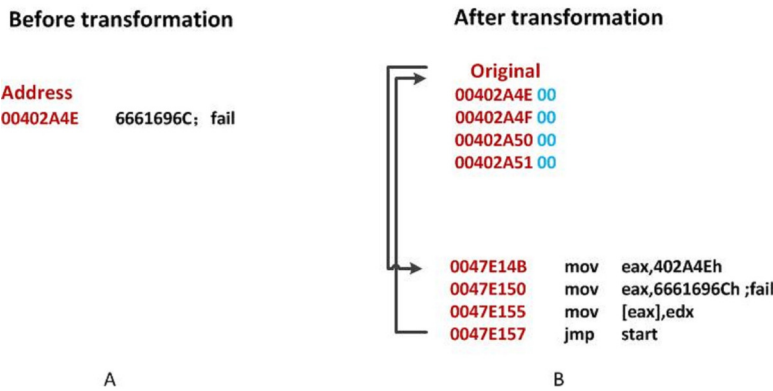 Before transformation
After transformation
Address
00402A4E 6661696C; fail
Original
00402A4E 00
00402A4F 00
00402A50 00
00402A51 00
0047E14B mov eax,402A4Eh
0047E150 mov eax,6661696Ch ;fail
0047E155 mov [eax],edx
0047E157 jmp start
A
B